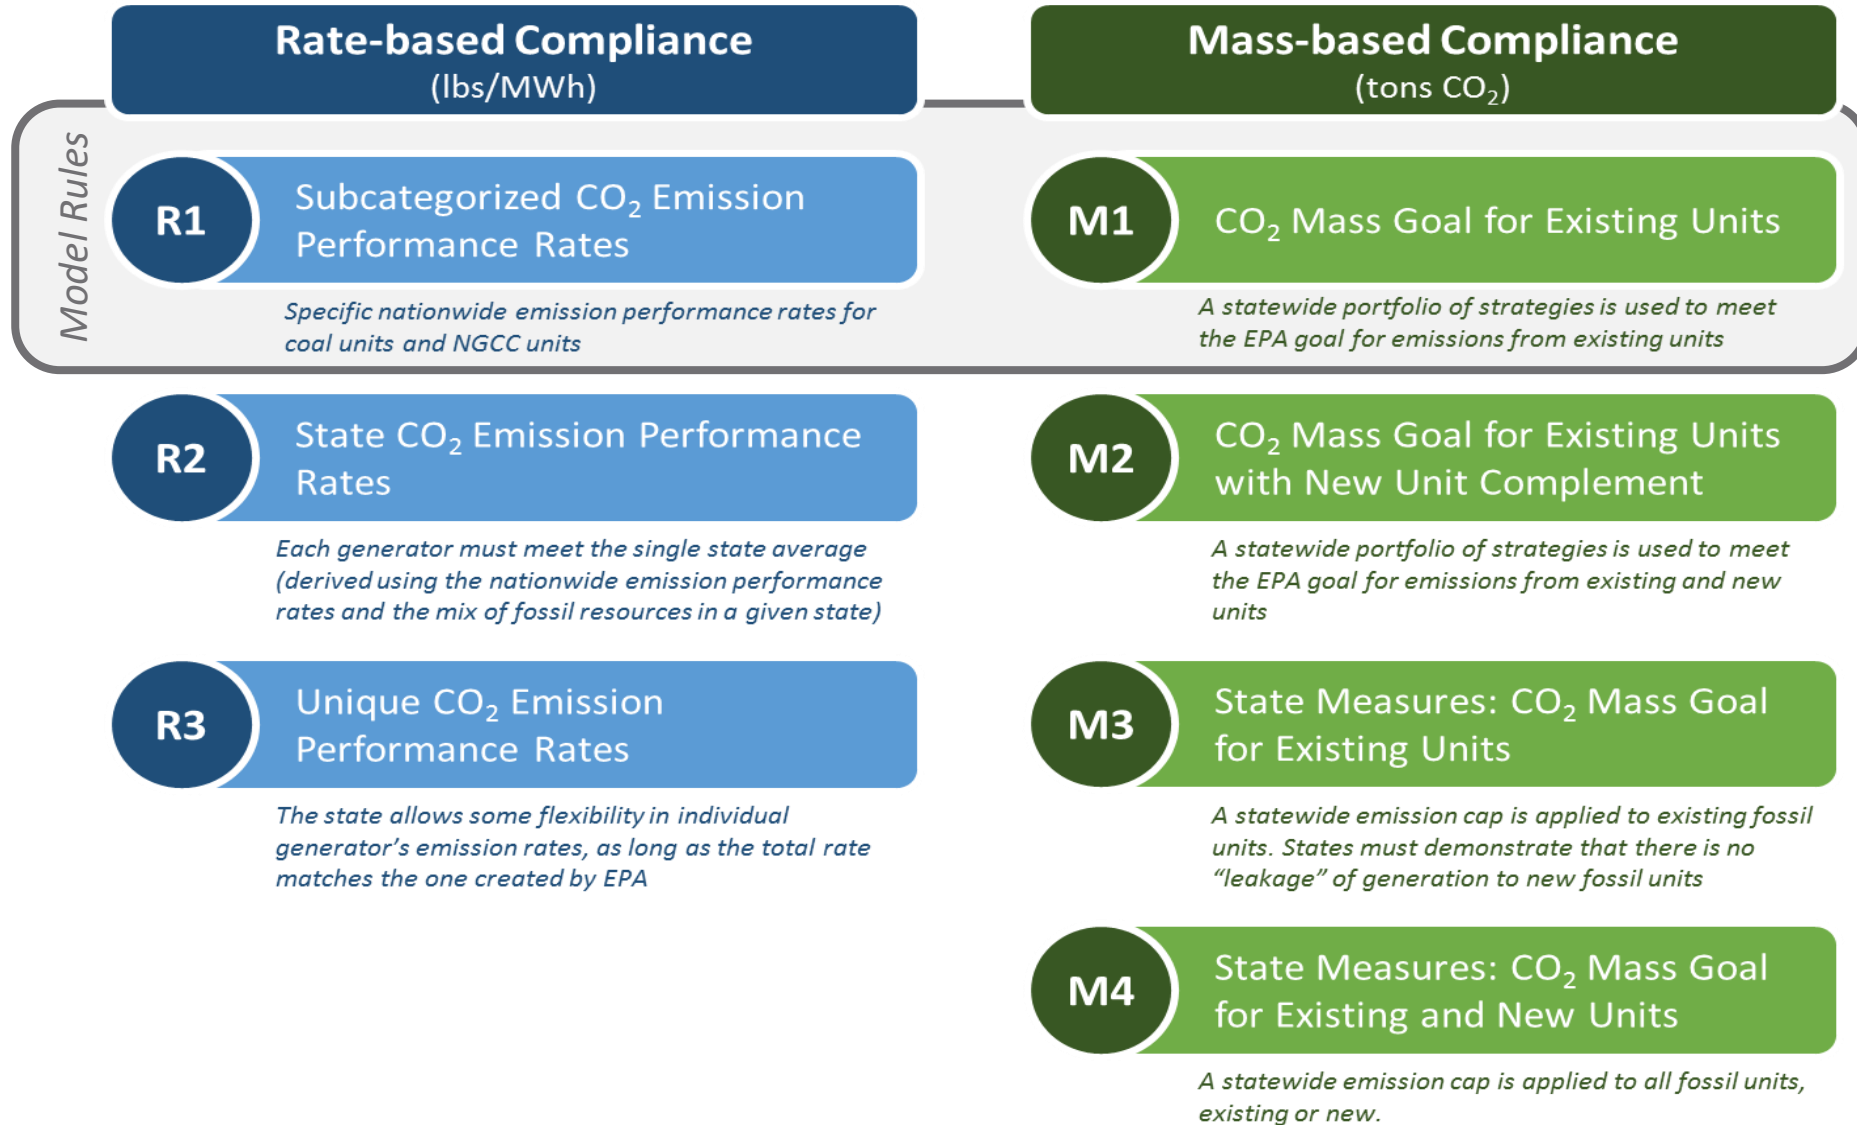 Rate-based Compliance
(lbs/MWh)
Model Rules
R1
Subcategorized CO₂ Emission
Performance Rates
Specific nationwide emission performance rates for
coal units and NGCC units
R2
State CO₂ Emission Performance
Rates
Each generator must meet the single state average
(derived using the nationwide emission performance
rates and the mix of fossil resources in a given state)
R3
Unique CO₂ Emission
Performance Rates
The state allows some flexibility in individual
generator’s emission rates, as long as the total rate
matches the one created by EPA
Mass-based Compliance
(tons CO₂)
M1
CO₂ Mass Goal for Existing Units
A statewide portfolio of strategies is used to meet
the EPA goal for emissions from existing units
M2
CO₂ Mass Goal for Existing Units
with New Unit Complement
A statewide portfolio of strategies is used to meet
the EPA goal for emissions from existing and new
units
M3
State Measures: CO₂ Mass Goal
for Existing Units
A statewide emission cap is applied to existing fossil
units. States must demonstrate that there is no
“leakage” of generation to new fossil units
M4
State Measures: CO₂ Mass Goal
for Existing and New Units
A statewide emission cap is applied to all fossil units,
existing or new.